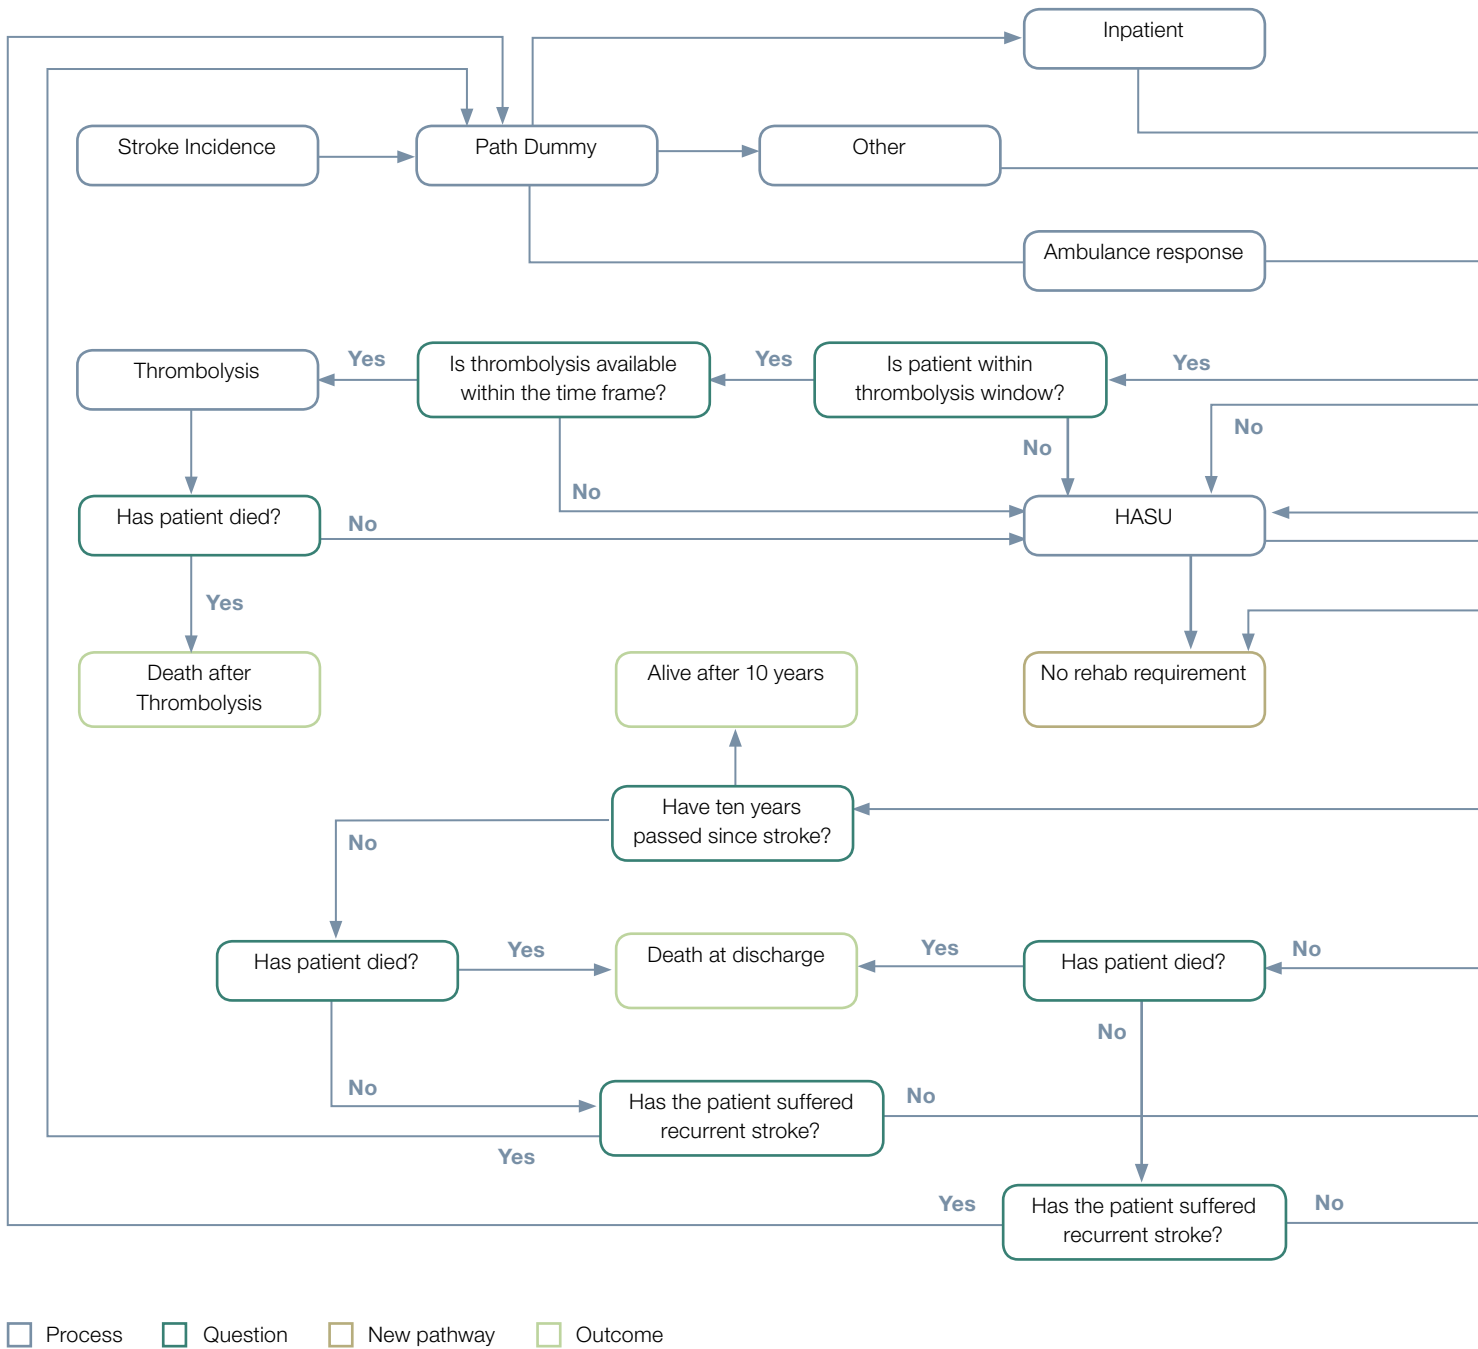 Inpatient
Stroke Incidence
Path Dummy
Other
Ambulance response
Thrombolysis
Yes
Is thrombolysis available
within the time frame?
Yes
Is patient within
thrombolysis window?
Yes
No
No
No
Has patient died?
No
HASU
Yes
Death after
Thrombolysis
Alive after 10 years
No rehab requirement
Have ten years
passed since stroke?
No
Has patient died?
Yes
Death at discharge
Yes
Has patient died?
No
No
No
Has the patient suffered
recurrent stroke?
No
Yes
Yes
Has the patient suffered
recurrent stroke?
No
Process
Question
New pathway
Outcome